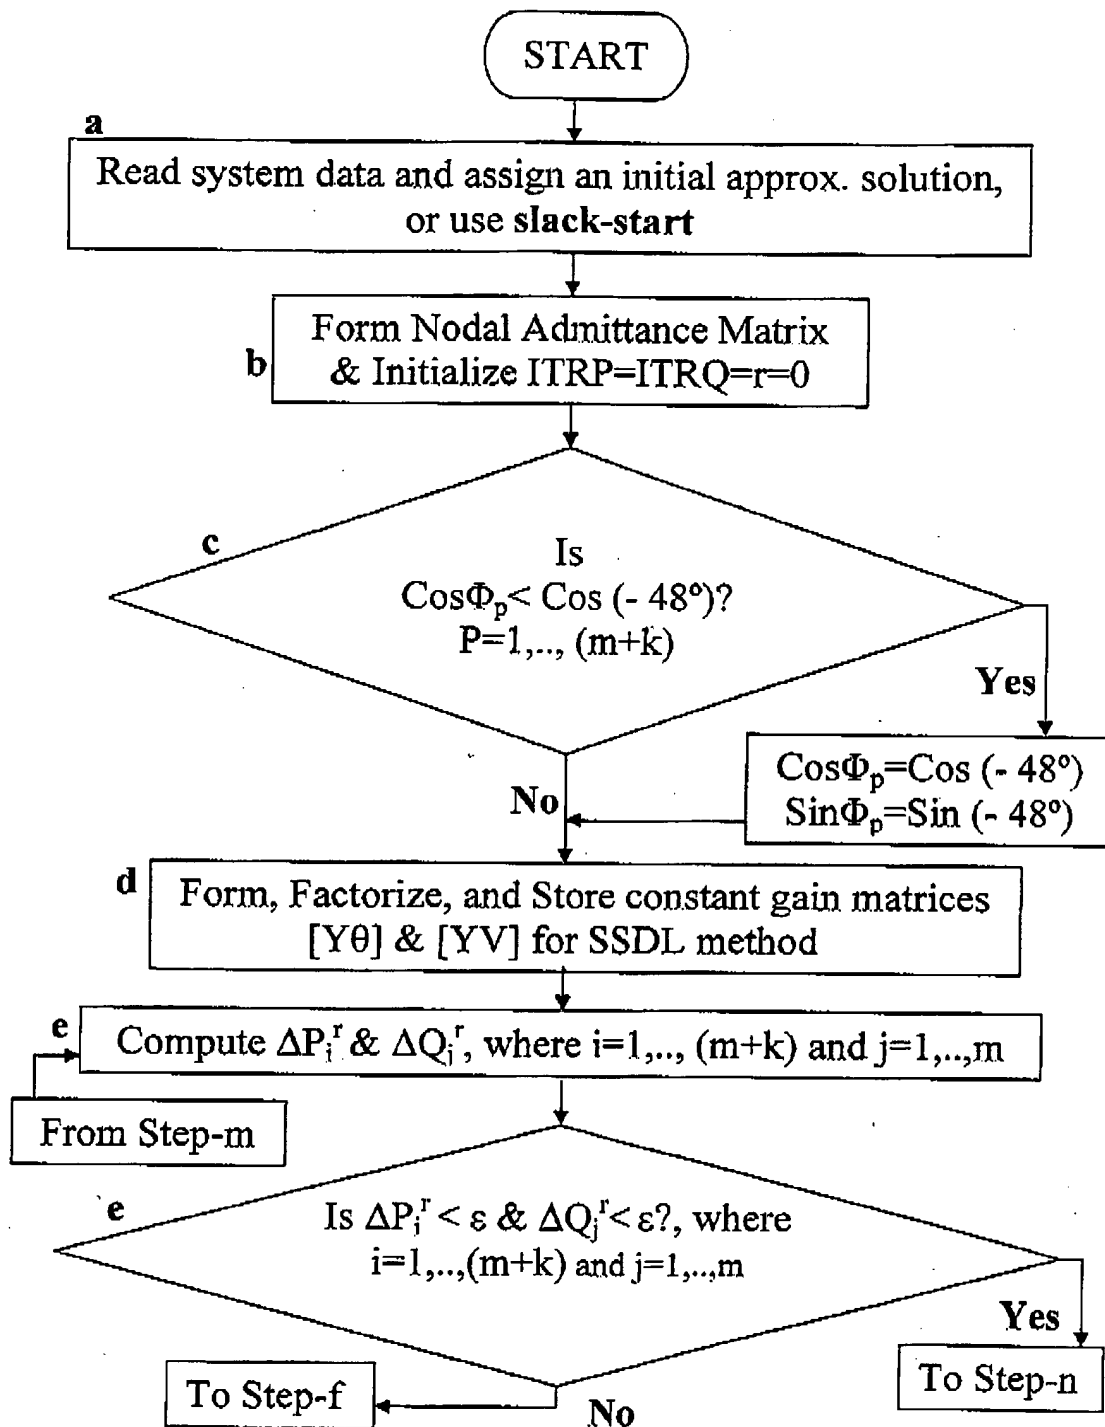 START
a
Read system data and assign an initial approx. solution,
or use slack-start
b
Form Nodal Admittance Matrix
& Initialize ITRP=ITRQ=r=0
c
Is
CosΦp< Cos (- 48º)?
P=1,.., (m+k)
Yes
CosΦp=Cos (- 48º)
SinΦp=Sin (- 48º)
No
d
Form, Factorize, and Store constant gain matrices
[Yθ] & [YV] for SSDL method
e
Compute ΔPiʳ & ΔQjʳ, where i=1,.., (m+k) and j=1,..,m
From Step-m
e
Is ΔPiʳ < ε & ΔQjʳ< ε?, where
i=1,..,(m+k) and j=1,..,m
Yes
To Step-f
No
To Step-n